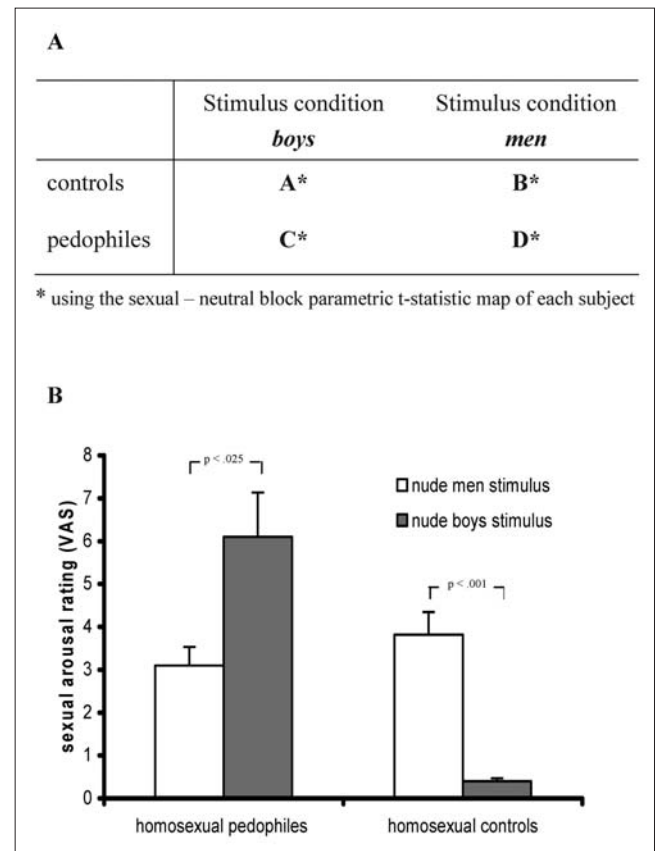 A
Stimulus condition Stimulus condition
boys men
controls A* B*
pedophiles C* D*
* using the sexual – neutral block parametric t-statistic map of each subject
B
8
7
6
5
4
3
2
1
0
sexual arousal rating (VAS)
p < .025
nude men stimulus
nude boys stimulus
p < .001
homosexual pedophiles homosexual controls